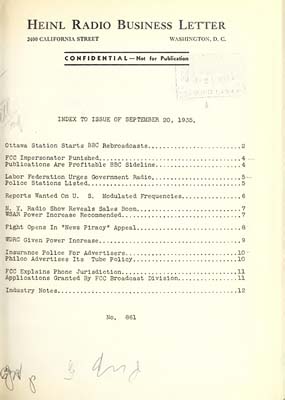 HEINL RADIO BUSINESS LETTER
2400 CALIFORNIA STREET WASHINGTON, D. C.
CONFIDENTIAL—Not for Publication
INDEX TO ISSUE OF SEPTEMBER 20, 1935.
Ottawa Station Starts BBC Rebroadcasts....................2
FCC Impersonator Punished....................4
Publications Are Profitable BBC Sideline....................4
Labor Federation Urges Government Radio....................5
Police Stations Listed....................5
Reports Wanted On U. S. Modulated Frequencies....................6
N. Y. Radio Show Reveals Sales Boom....................7
WSAR Power Increase Recommended....................7
Fight Opens In "News Piracy" Appeal....................8
WDRC Given Power Increase....................9
Insurance Police For Advertisers....................10
Philco Advertises Its Tube Policy....................10
FCC Explains Phone Jurisdiction....................11
Applications Granted By FCC Broadcast Division....................11
Industry Notes....................12
No. 861